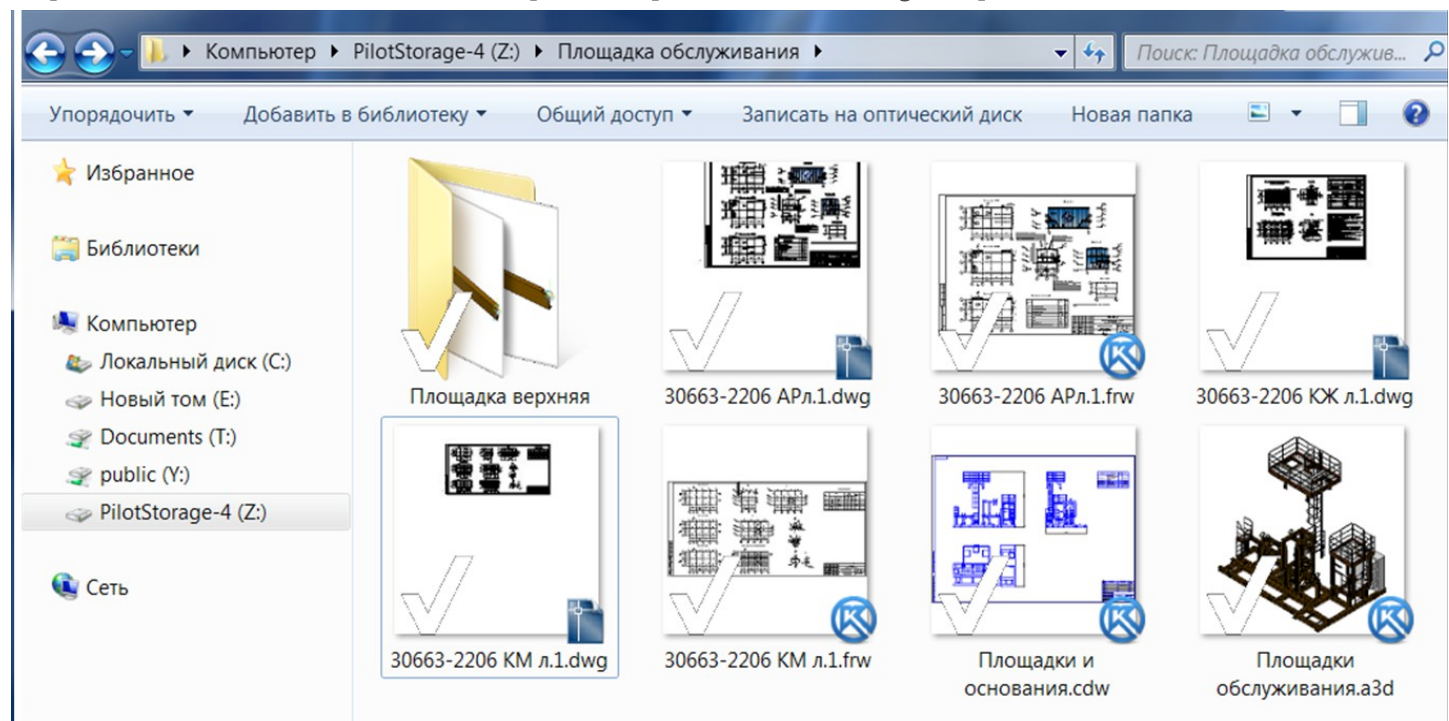 Компьютер ▸ PilotStorage-4 (Z:) ▸ Площадка обслуживания ▸
Поиск: Площадка обслужив...
Упорядочить Добавить в библиотеку Общий доступ Записать на оптический диск Новая папка
Избранное
Библиотеки
Компьютер
Локальный диск (C:)
Новый том (E:)
Documents (T:)
public (Y:)
PilotStorage-4 (Z:)
Сеть
Площадка верхняя
30663-2206 АРл.1.dwg
30663-2206 АРл.1.frw
30663-2206 КЖ л.1.dwg
30663-2206 КМ л.1.dwg
30663-2206 КМ л.1.frw
Площадки и
основания.cdw
Площадки
обслуживания.a3d